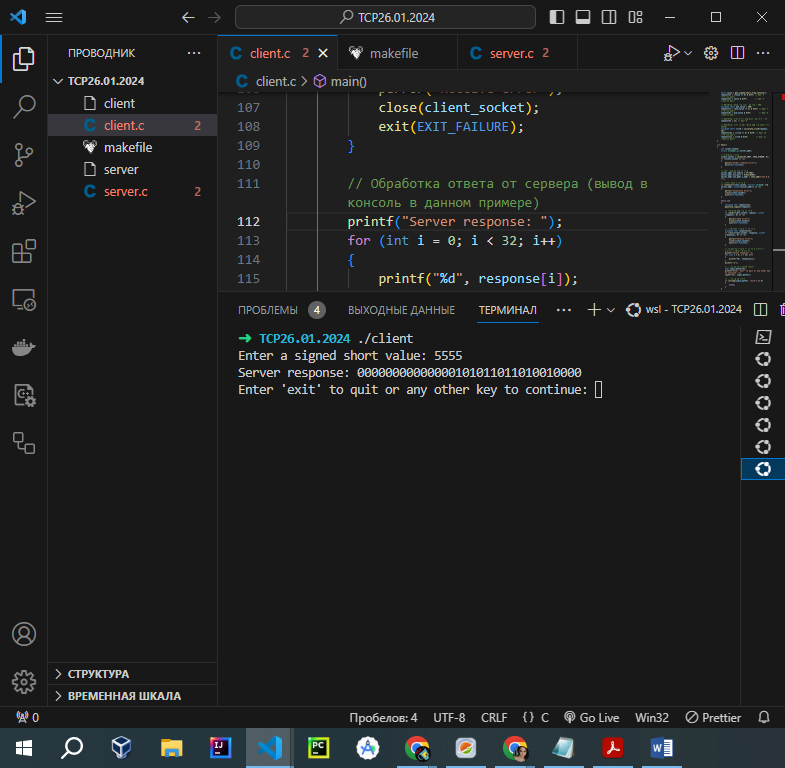 TCP26.01.2024
ПРОВОДНИК
TCP26.01.2024
client
client.c 2
makefile
server
server.c 2
СТРУКТУРА
ВРЕМЕННАЯ ШКАЛА
client.c 2
makefile
server.c 2
client.c > main()
107 close(client_socket);
108 exit(EXIT_FAILURE);
109 }
110
111 // Обработка ответа от сервера (вывод в
консоль в данном примере)
112 printf("Server response: ");
113 for (int i = 0; i < 32; i++)
114 {
115 printf("%d", response[i]);
ПРОБЛЕМЫ 4 ВЫХОДНЫЕ ДАННЫЕ ТЕРМИНАЛ wsl - TCP26.01.2024
➜ TCP26.01.2024 ./client
Enter a signed short value: 5555
Server response: 00000000000000101011011010010000
Enter 'exit' to quit or any other key to continue:
0 Пробелов: 4 UTF-8 CRLF {} C Go Live Win32 Prettier